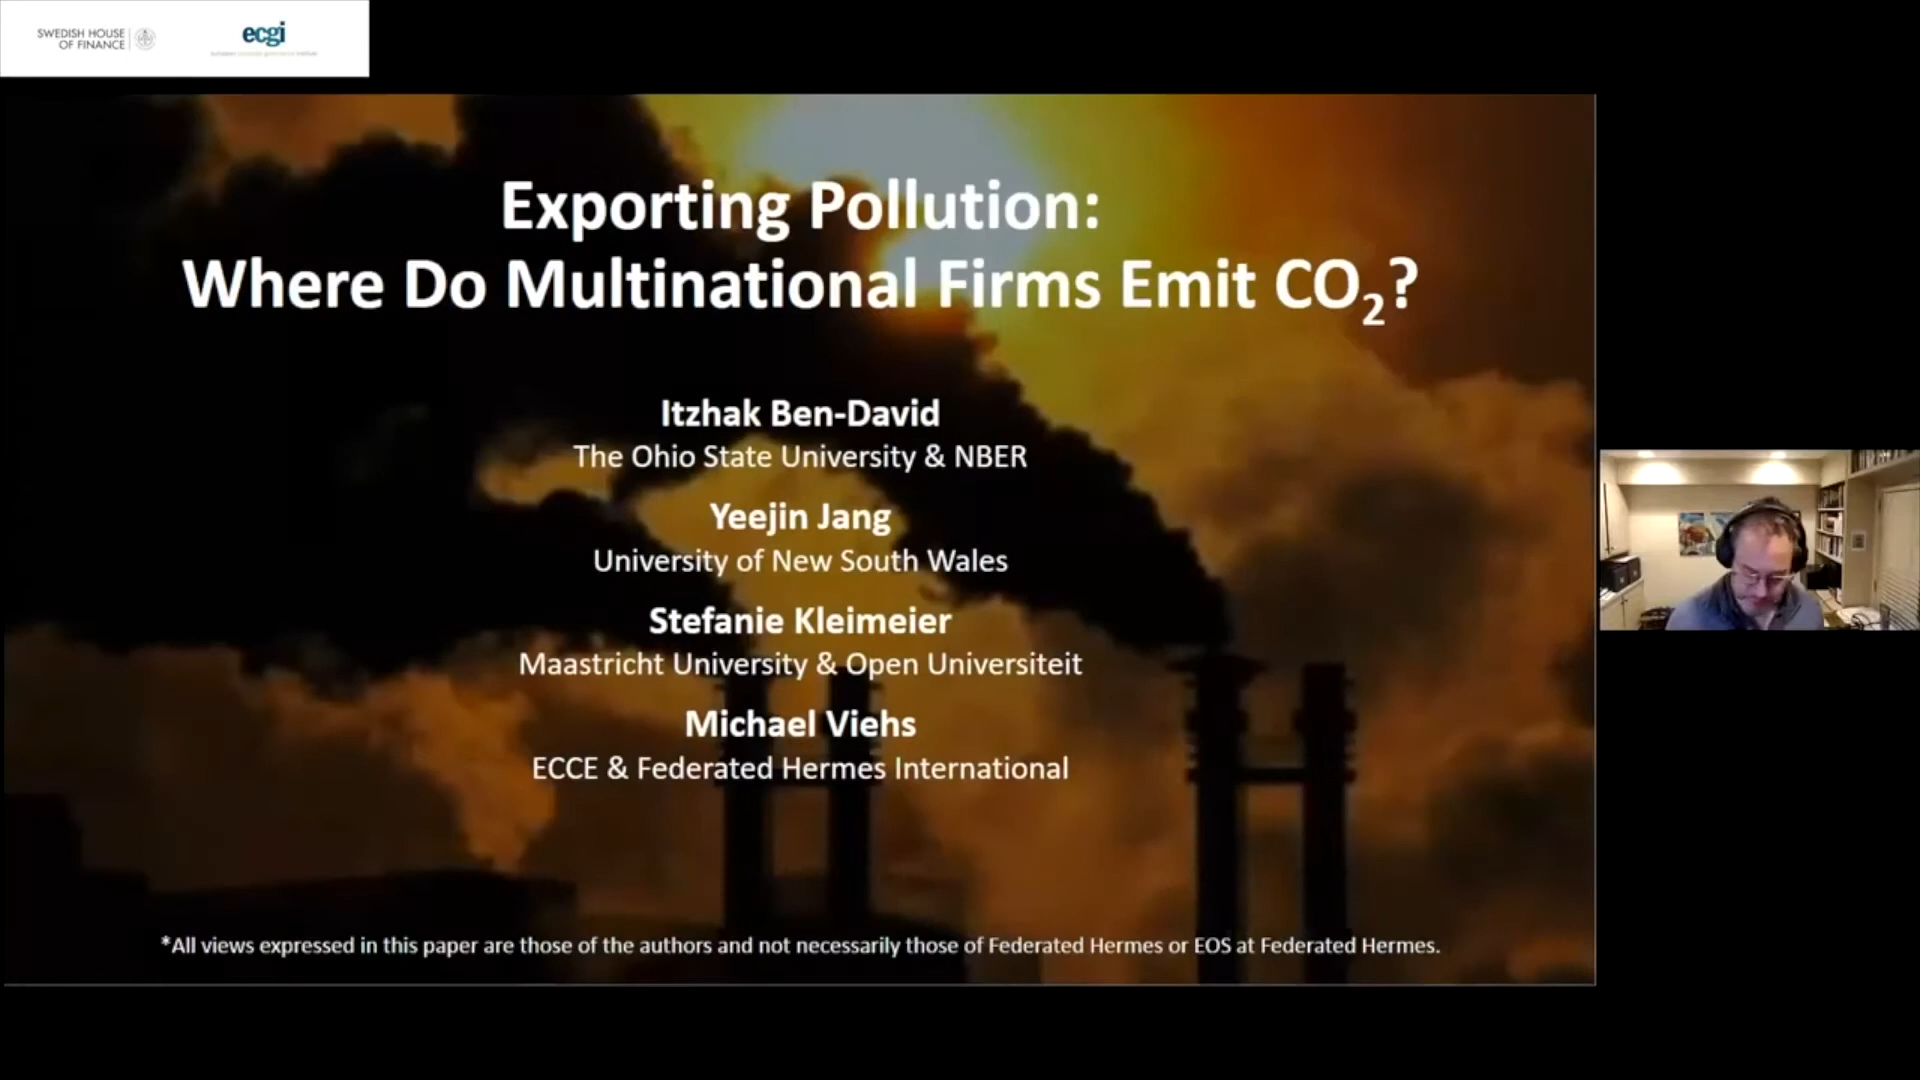 SWEDISH HOUSE
OF FINANCE
ecgi
Exporting Pollution:
Where Do Multinational Firms Emit CO₂?
Itzhak Ben-David
The Ohio State University & NBER
Yeejin Jang
University of New South Wales
Stefanie Kleimeier
Maastricht University & Open Universiteit
Michael Viehs
ECCE & Federated Hermes International
*All views expressed in this paper are those of the authors and not necessarily those of Federated Hermes or EOS at Federated Hermes.